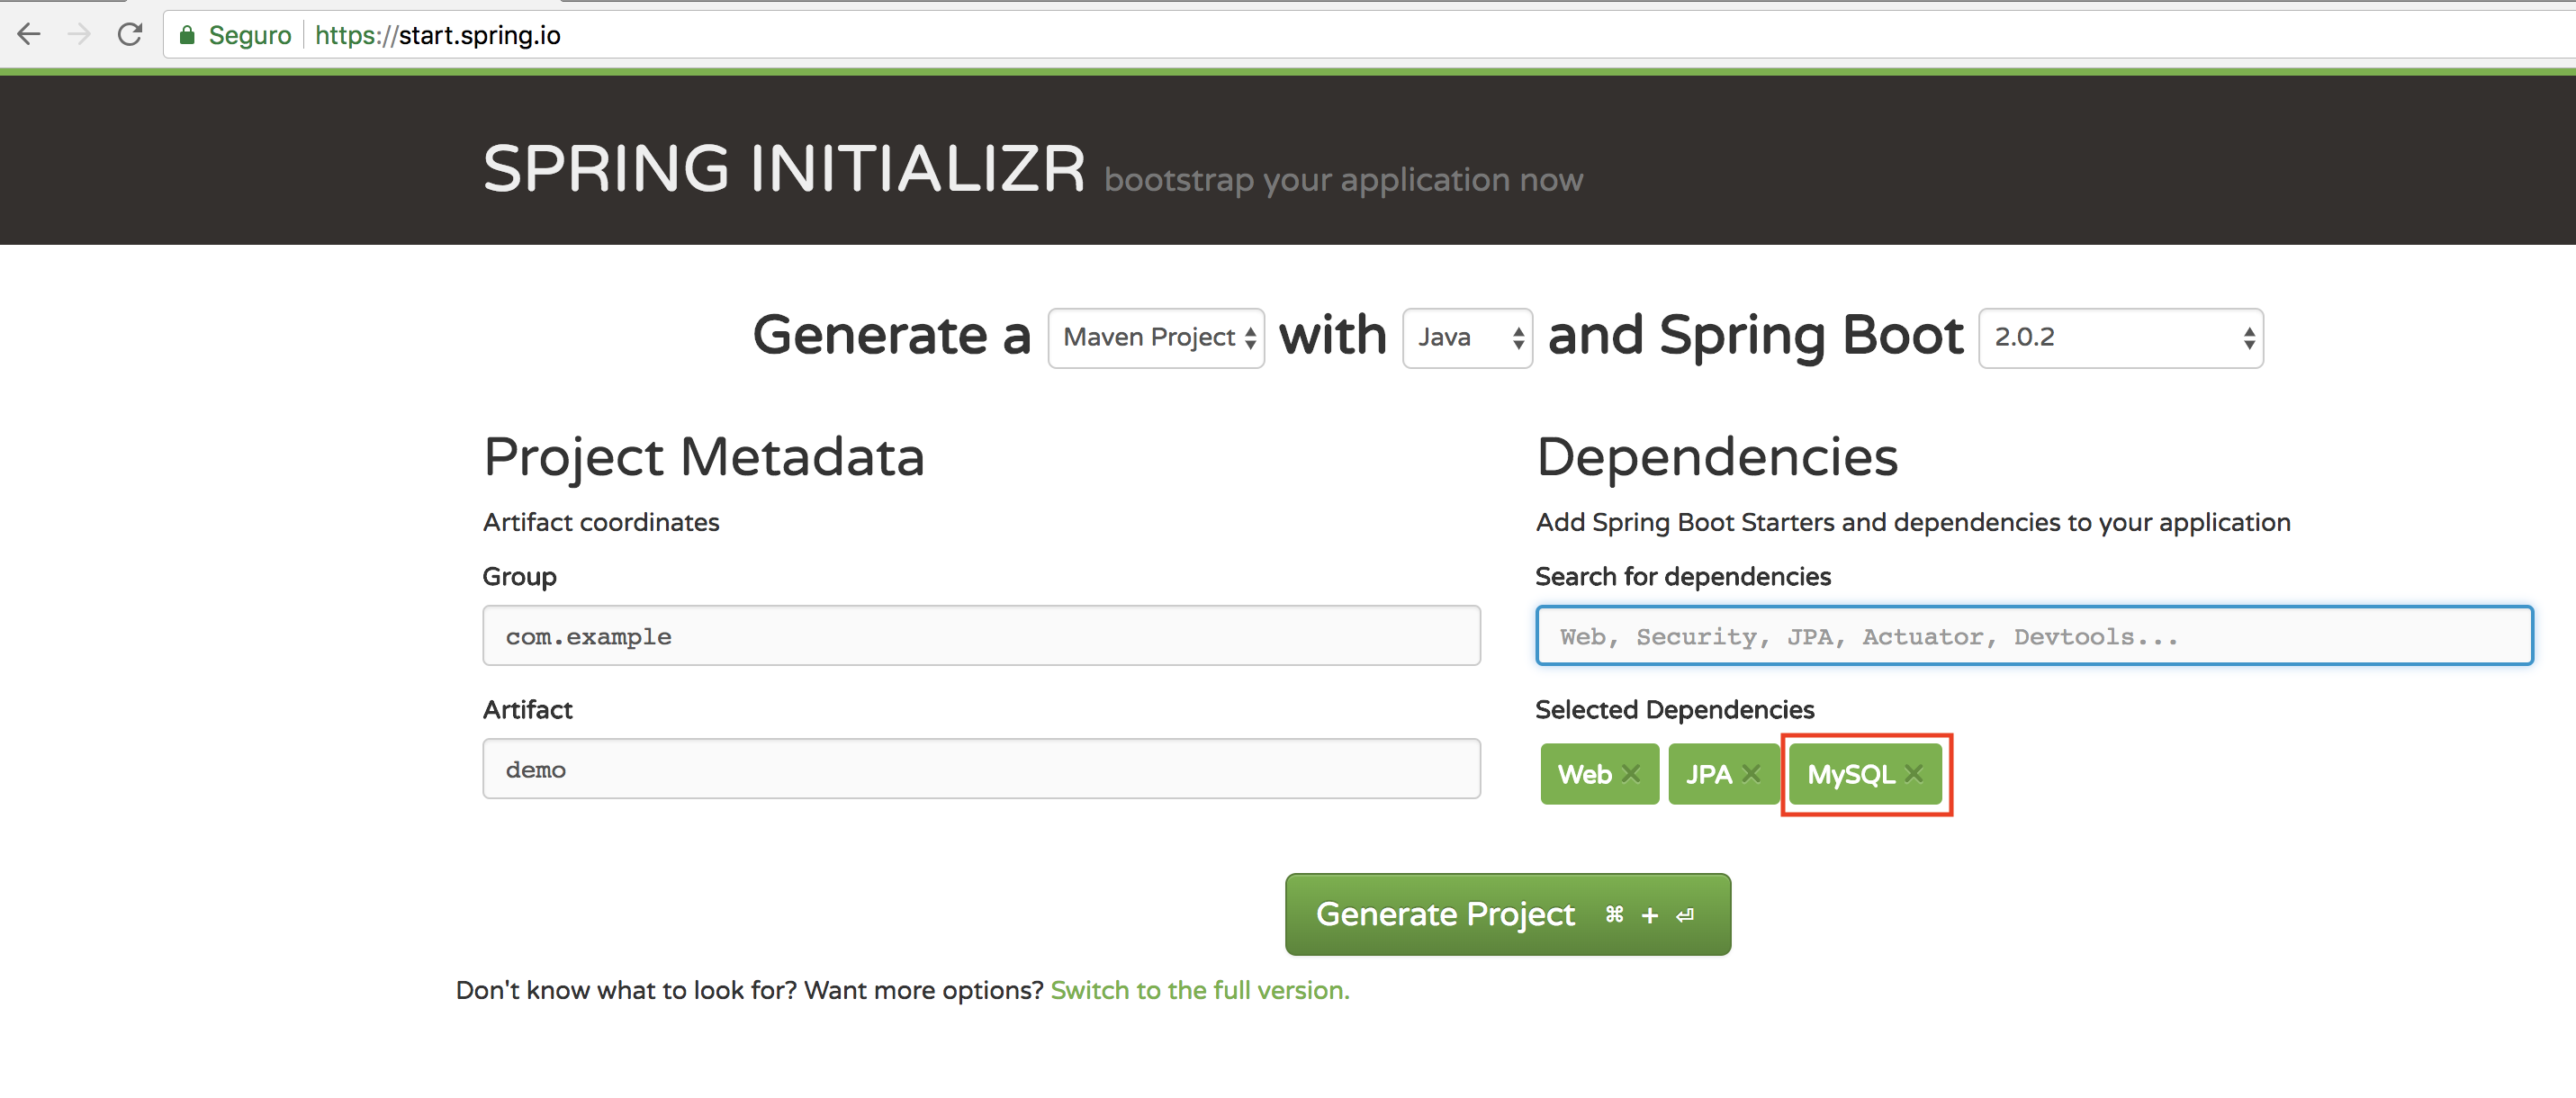 Seguro https://start.spring.io
SPRING INITIALIZR bootstrap your application now
Generate a Maven Project with Java and Spring Boot 2.0.2
Project Metadata
Artifact coordinates
Group
com.example
Artifact
demo
Dependencies
Add Spring Boot Starters and dependencies to your application
Search for dependencies
Web, Security, JPA, Actuator, Devtools...
Selected Dependencies
Web × JPA × MySQL ×
Generate Project ⌘ + ⏎
Don't know what to look for? Want more options? Switch to the full version.